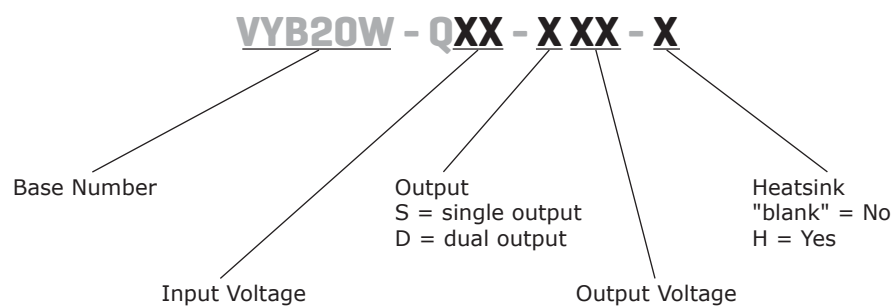 VYB20W - QXX - X XX - X
Base Number
Output
S = single output
D = dual output
Heatsink
"blank" = No
H = Yes
Input Voltage
Output Voltage